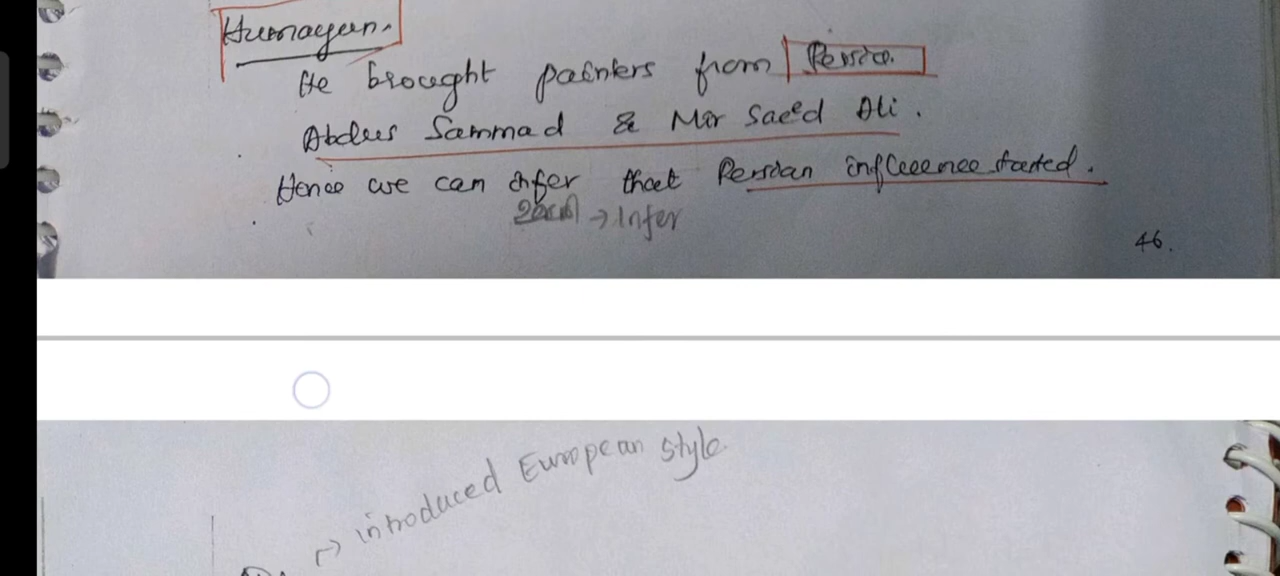 Humayun.
He brought painters from Persia.
Abdus Sammad & Mir Saeed Ali.
Hence we can infer that Persian influence started.
→ Infer
46.
→ introduced European style